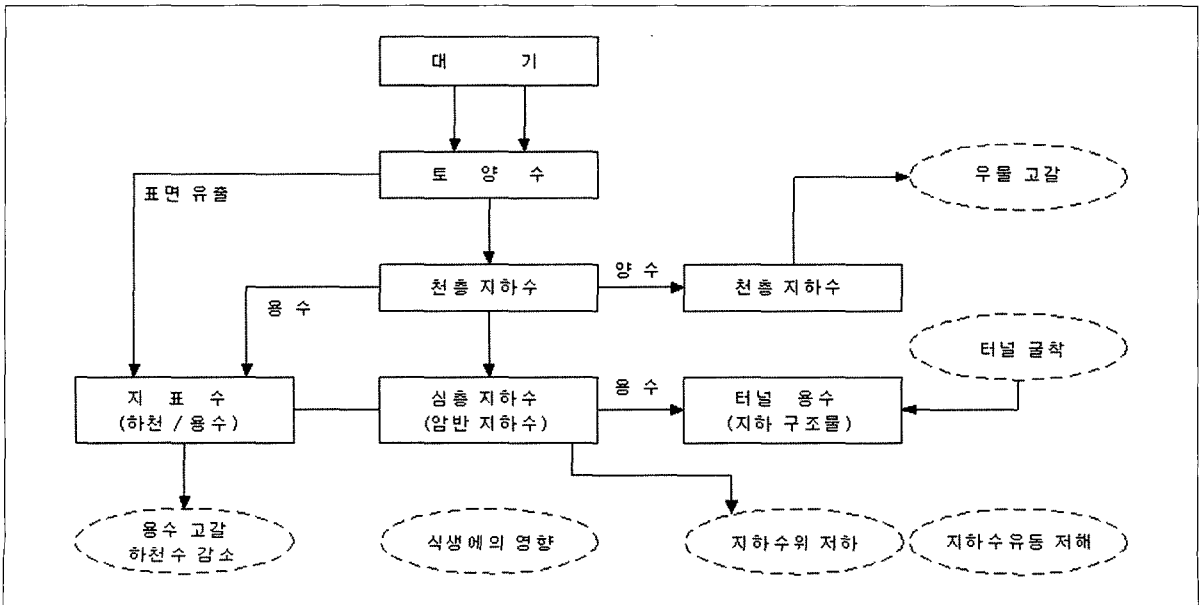 대 기
토 양 수
우물 고갈
표면 유출
천층 지하수
양 수
천층 지하수
용 수
터널 굴착
지 표 수
(하천 / 용수)
심층 지하수
(암반 지하수)
용 수
터널 용수
(지하 구조물)
용수 고갈
하천수 감소
식생에의 영향
지하수위 저하
지하수유동 저해